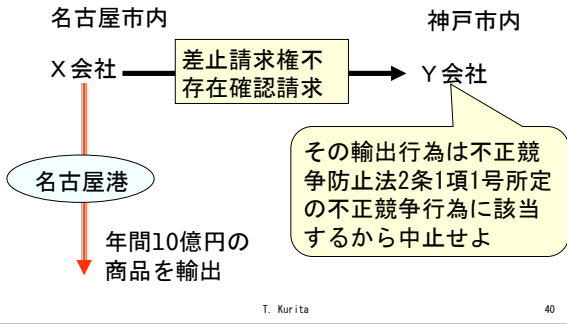 名古屋市内
神戸市内
X会社
差止請求権不
存在確認請求
Y会社
その輸出行為は不正競
争防止法2条1項1号所定
の不正競争行為に該当
するから中止せよ
名古屋港
年間10億円の
商品を輸出
T. Kurita
40